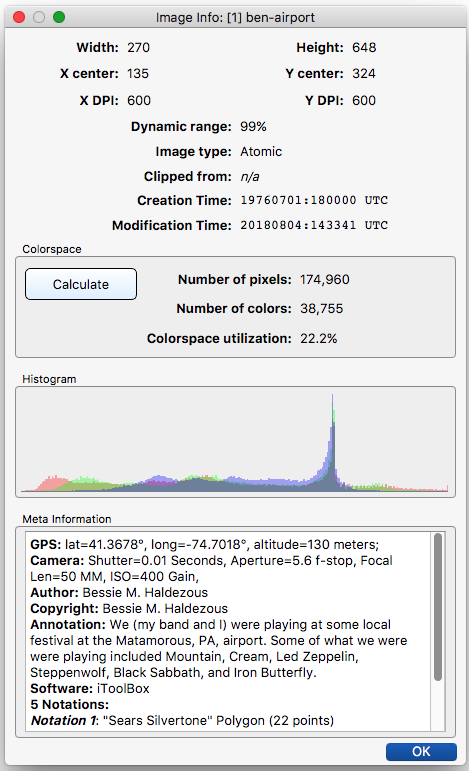 Image Info: [1] ben-airport
Width: 270 Height: 648
X center: 135 Y center: 324
X DPI: 600 Y DPI: 600
Dynamic range: 99%
Image type: Atomic
Clipped from: n/a
Creation Time: 19760701:180000 UTC
Modification Time: 20180804:143341 UTC
Colorspace
Calculate
Number of pixels: 174,960
Number of colors: 38,755
Colorspace utilization: 22.2%
Histogram
Meta Information
GPS: lat=41.3678°, long=-74.7018°, altitude=130 meters;
Camera: Shutter=0.01 Seconds, Aperture=5.6 f-stop, Focal
Len=50 MM, ISO=400 Gain,
Author: Bessie M. Haldezous
Copyright: Bessie M. Haldezous
Annotation: We (my band and I) were playing at some local
festival at the Matamorous, PA, airport. Some of what we were
were playing included Mountain, Cream, Led Zeppelin,
Steppenwolf, Black Sabbath, and Iron Butterfly.
Software: iToolBox
5 Notations:
Notation 1: "Sears Silvertone" Polygon (22 points)
OK